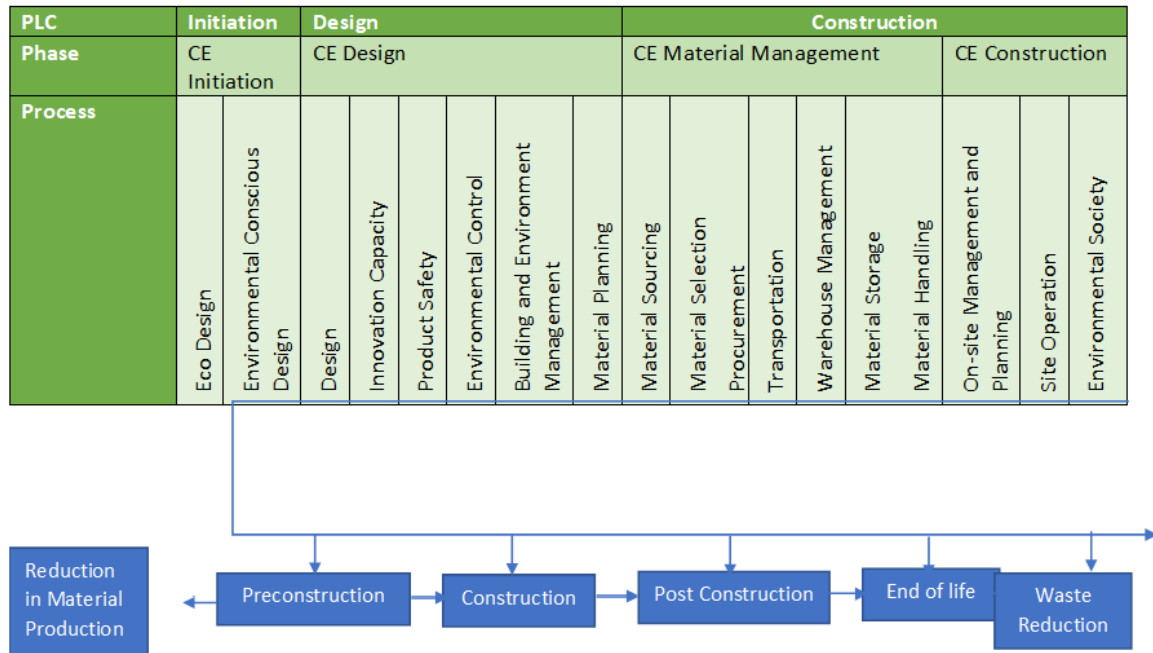 PLC
Initiation
Design
Construction
Phase
CE
Initiation
CE Design
CE Material Management
CE Construction
Process
Eco Design
Environmental Conscious
Design
Design
Innovation Capacity
Product Safety
Environmental Control
Building and Environment
Management
Material Planning
Material Sourcing
Material Selection
Procurement
Transportation
Warehouse Management
Material Storage
Material Handling
On-site Management and
Planning
Site Operation
Environmental Society
Reduction
in Material
Production
Preconstruction
Construction
Post Construction
End of life
Waste
Reduction